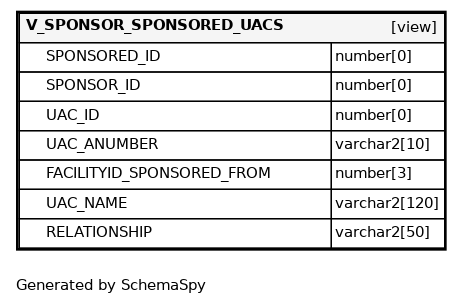 V_SPONSOR_SPONSORED_UACS [view]
SPONSORED_ID number[0]
SPONSOR_ID number[0]
UAC_ID number[0]
UAC_ANUMBER varchar2[10]
FACILITYID_SPONSORED_FROM number[3]
UAC_NAME varchar2[120]
RELATIONSHIP varchar2[50]
Generated by SchemaSpy